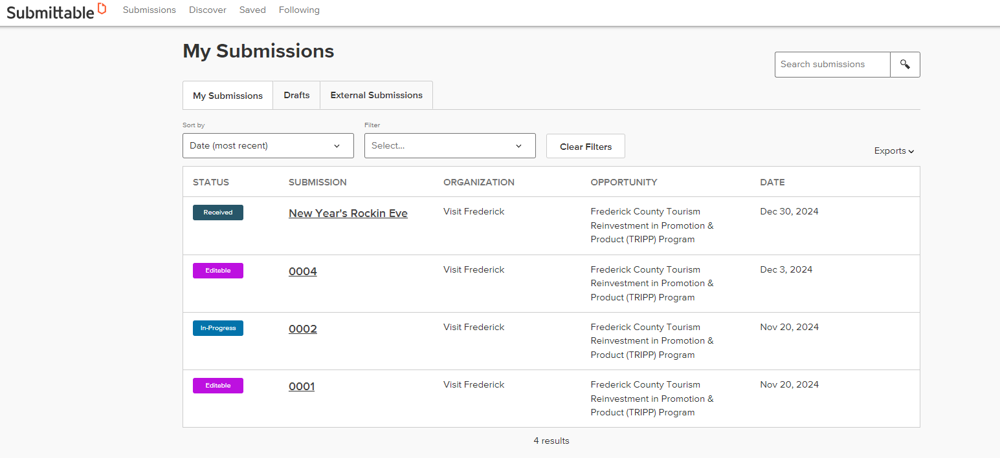 Submittable Submissions Discover Saved Following
My Submissions
Search submissions
My Submissions Drafts External Submissions
Sort by Filter
Date (most recent) Select... Clear Filters
Exports
STATUS SUBMISSION ORGANIZATION OPPORTUNITY DATE
Received New Year's Rockin Eve Visit Frederick Frederick County Tourism Dec 30, 2024
Reinvestment in Promotion &
Product (TRIPP) Program
Editable 0004 Visit Frederick Frederick County Tourism Dec 3, 2024
Reinvestment in Promotion &
Product (TRIPP) Program
In-Progress 0002 Visit Frederick Frederick County Tourism Nov 20, 2024
Reinvestment in Promotion &
Product (TRIPP) Program
Editable 0001 Visit Frederick Frederick County Tourism Nov 20, 2024
Reinvestment in Promotion &
Product (TRIPP) Program
4 results